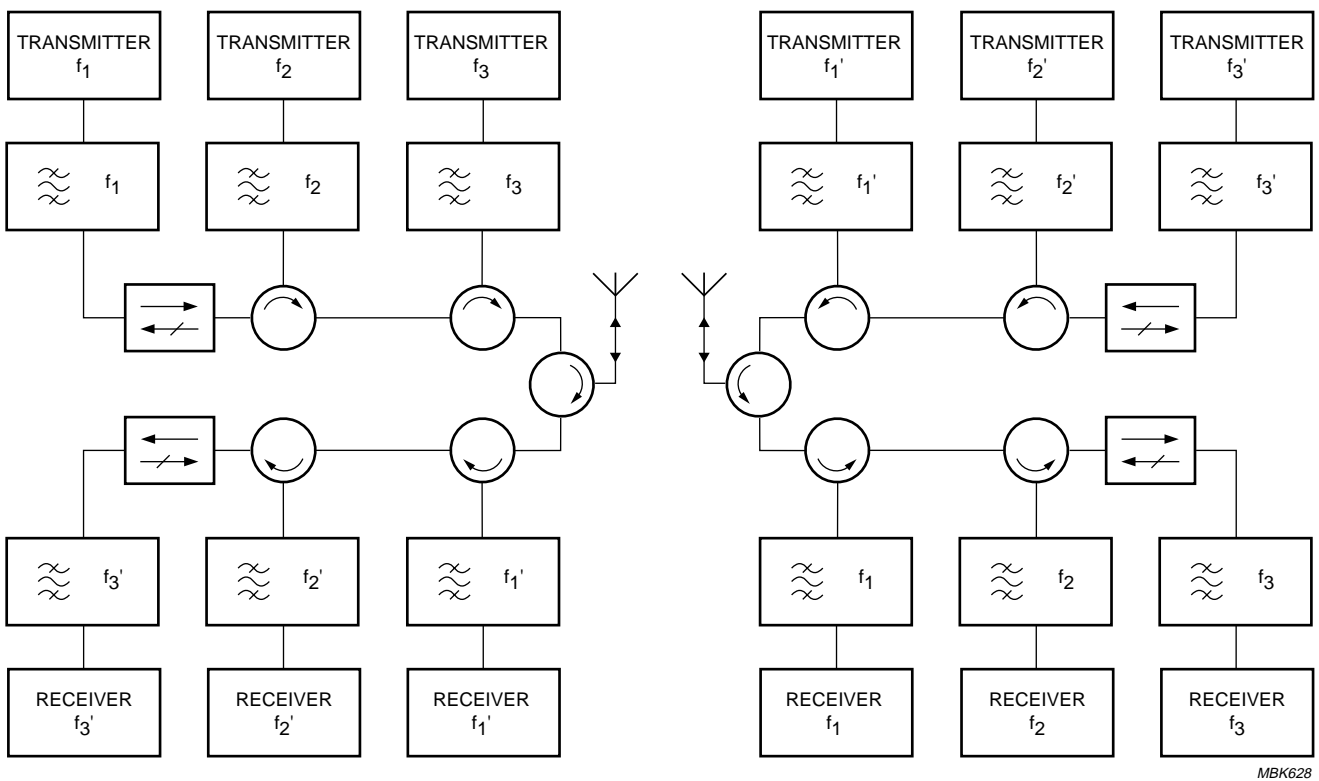 TRANSMITTER TRANSMITTER TRANSMITTER TRANSMITTER TRANSMITTER TRANSMITTER
f1 f2 f3 f1' f2' f3'
f1 f2 f3 f1' f2' f3'
f3' f2' f1' f1 f2 f3
RECEIVER RECEIVER RECEIVER RECEIVER RECEIVER RECEIVER
f3' f2' f1' f1 f2 f3
MBK628